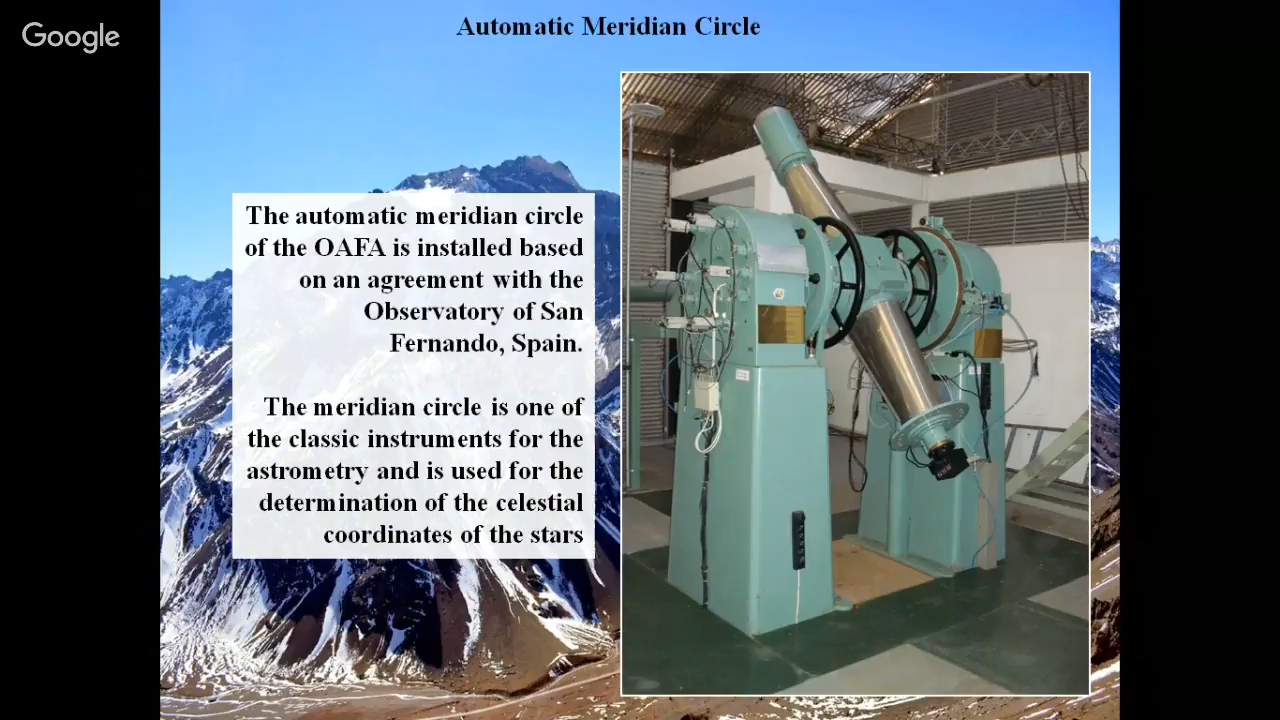 Google
Automatic Meridian Circle
The automatic meridian circle
of the OAFA is installed based
on an agreement with the
Observatory of San
Fernando, Spain.
The meridian circle is one of
the classic instruments for the
astrometry and is used for the
determination of the celestial
coordinates of the stars